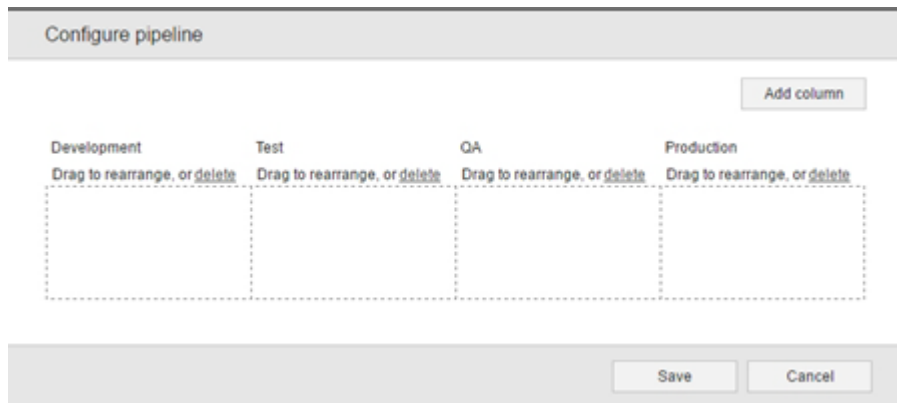 Configure pipeline
Add column
Development Test QA Production
Drag to rearrange, or delete Drag to rearrange, or delete Drag to rearrange, or delete Drag to rearrange, or delete
Save Cancel